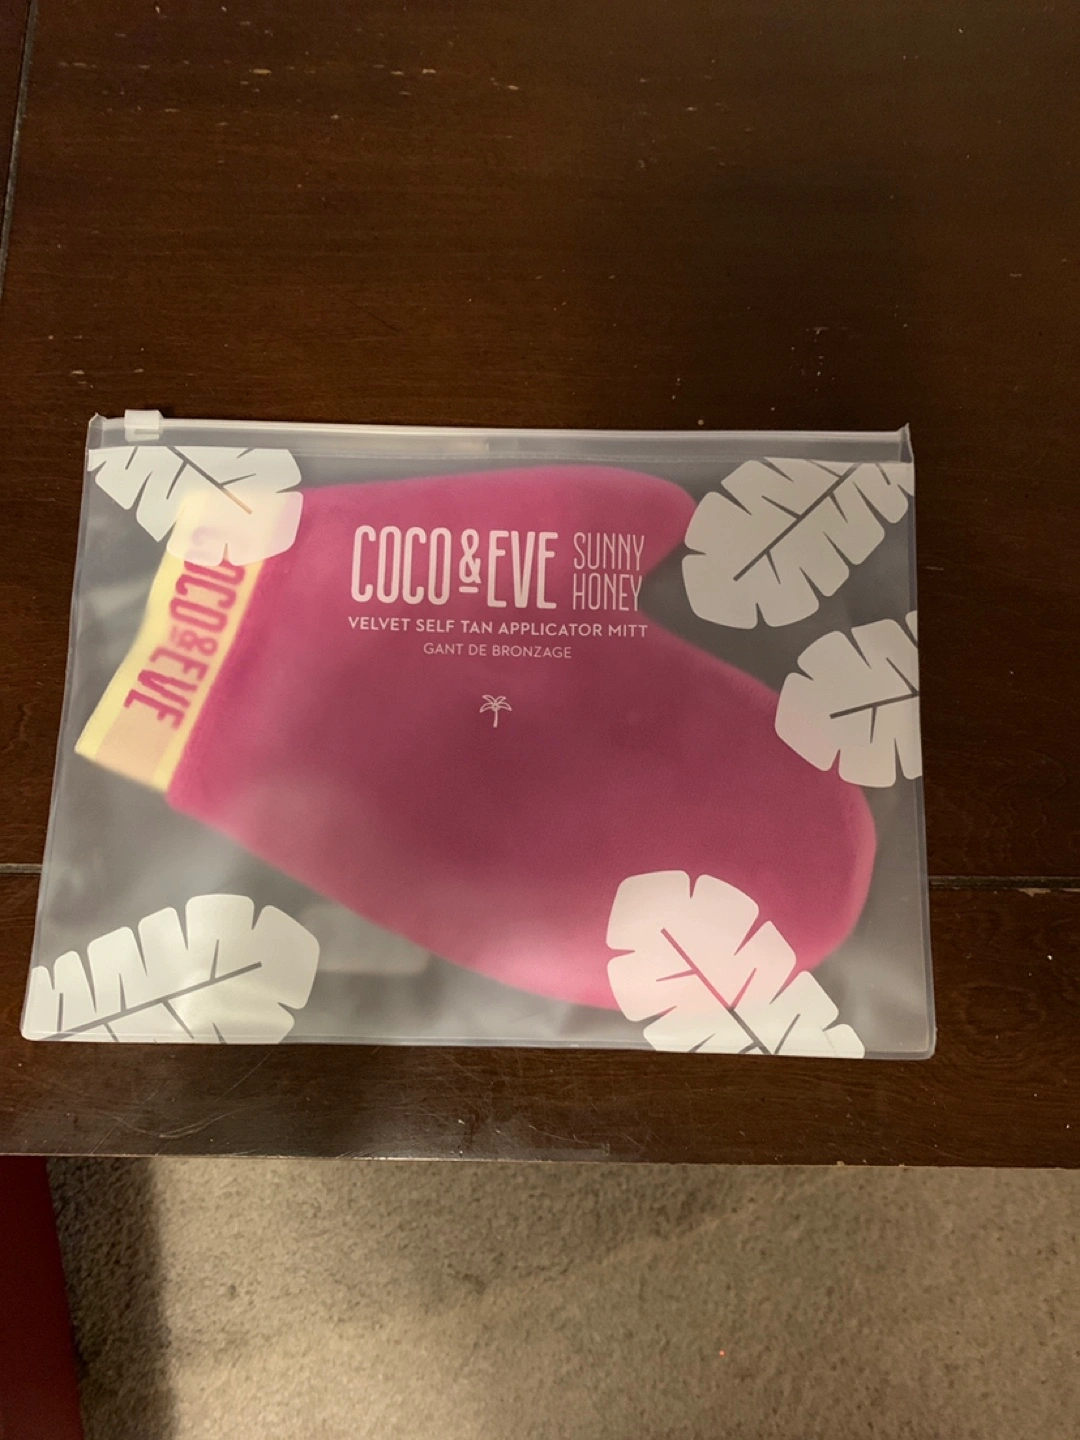 COCO & EVE SUNNY HONEY
VELVET SELF TAN APPLICATOR MITT
GANT DE BRONZAGE
COCO & EVE